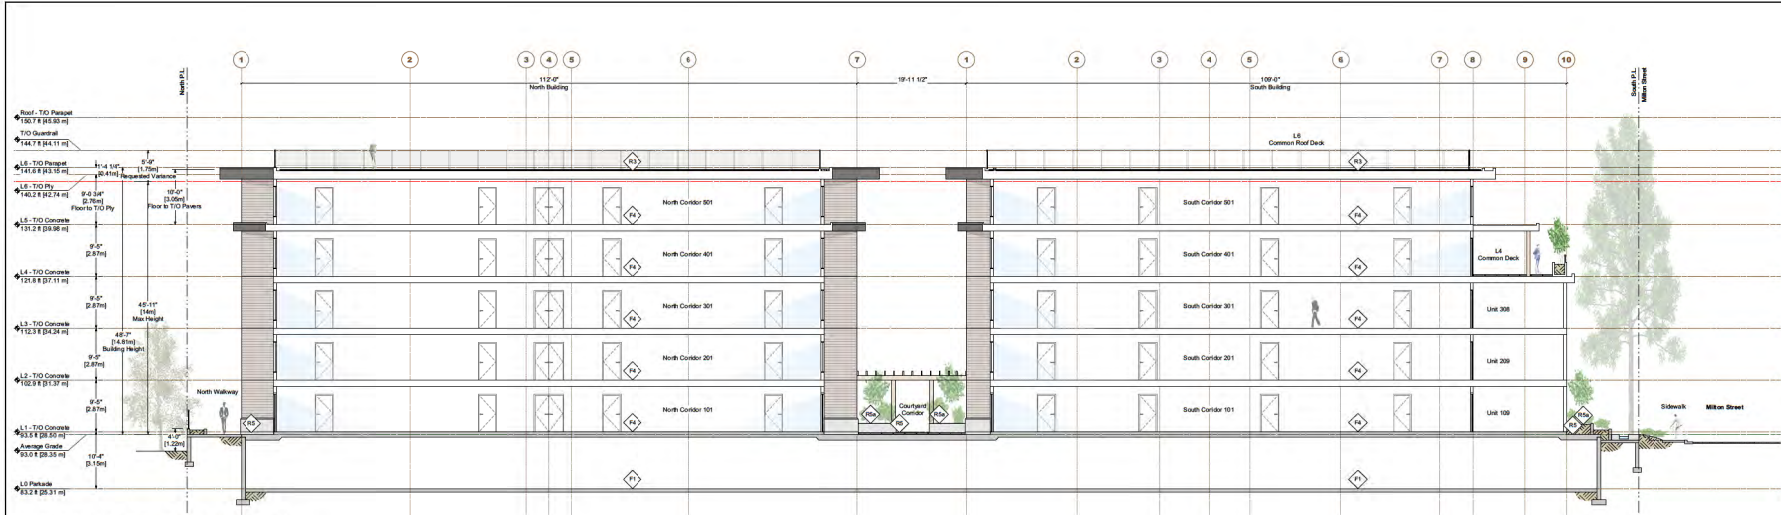 1 2 3 4 5 6 7 1 2 3 4 5 6 7 8 9 10
North P.L.
112'-0"
North Building
19'-11 1/2"
109'-0"
South Building
South P.L.
Milton Street
Roof - T/O Parapet
150.7 ft [45.93 m]
T/O Guardrail
144.7 ft [44.11 m]
L6 - T/O Parapet
141.6 ft [43.15 m]
L6 - T/O Ply
140.2 ft [42.74 m]
L5 - T/O Concrete
131.2 ft [39.98 m]
L4 - T/O Concrete
121.8 ft [37.11 m]
L3 - T/O Concrete
112.3 ft [34.24 m]
L2 - T/O Concrete
102.9 ft [31.37 m]
L1 - T/O Concrete
93.5 ft [28.50 m]
Average Grade
93.0 ft [28.35 m]
L0 Parkade
83.2 ft [25.31 m]
1'-4 1/4"
[0.41m]
5'-9"
[1.75m]
Requested Variance
9'-0 3/4"
[2.76m]
Floor to T/O Ply
10'-0"
[3.05m]
Floor to T/O Pavers
9'-5"
[2.87m]
9'-5"
[2.87m]
9'-5"
[2.87m]
9'-5"
[2.87m]
45'-11"
[14m]
Max Height
48'-7"
[14.81m]
Building Height
4'-0"
[1.22m]
10'-4"
[3.15m]
North Walkway
L6
Common Roof Deck
R3
R3
North Corridor 501
F4
South Corridor 501
F4
North Corridor 401
F4
South Corridor 401
F4
L4
Common Deck
North Corridor 301
F4
South Corridor 301
F4
Unit 308
North Corridor 201
F4
South Corridor 201
F4
Unit 209
North Corridor 101
F4
South Corridor 101
F4
Unit 109
R5
R5a
Courtyard
Corridor
R5a
R5
R5a
R5
Sidewalk
Milton Street
F1
F1